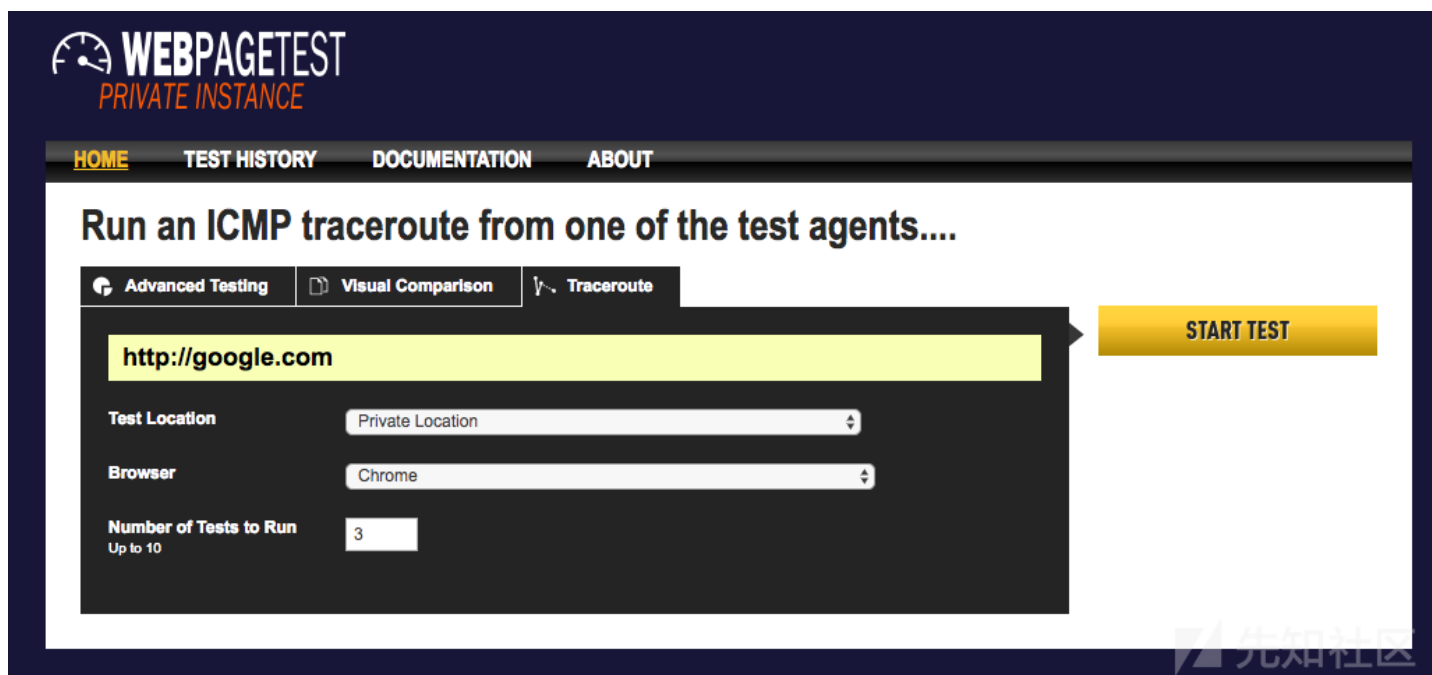 WEBPAGETEST
PRIVATE INSTANCE
HOME TEST HISTORY DOCUMENTATION ABOUT
Run an ICMP traceroute from one of the test agents....
Advanced Testing Visual Comparison Traceroute
START TEST
http://google.com
Test Location Private Location
Browser Chrome
Number of Tests to Run 3
Up to 10
先知社区